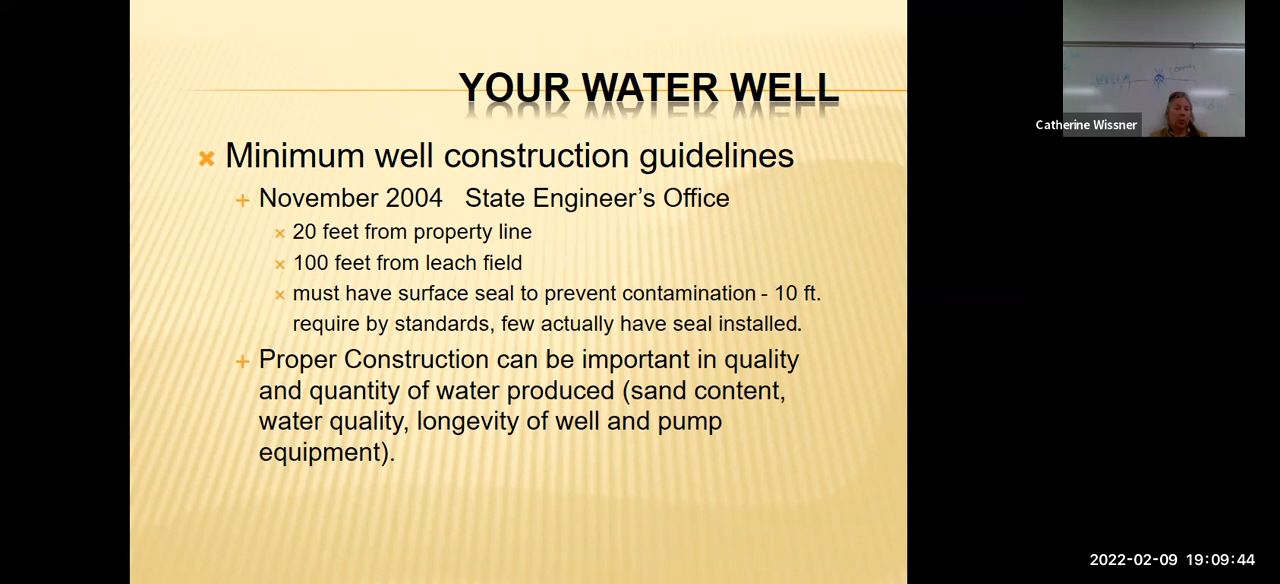 YOUR WATER WELL
Minimum well construction guidelines
November 2004 State Engineer’s Office
20 feet from property line
100 feet from leach field
must have surface seal to prevent contamination - 10 ft.
require by standards, few actually have seal installed.
Proper Construction can be important in quality
and quantity of water produced (sand content,
water quality, longevity of well and pump
equipment).
Catherine Wissner
2022-02-09 19:09:44